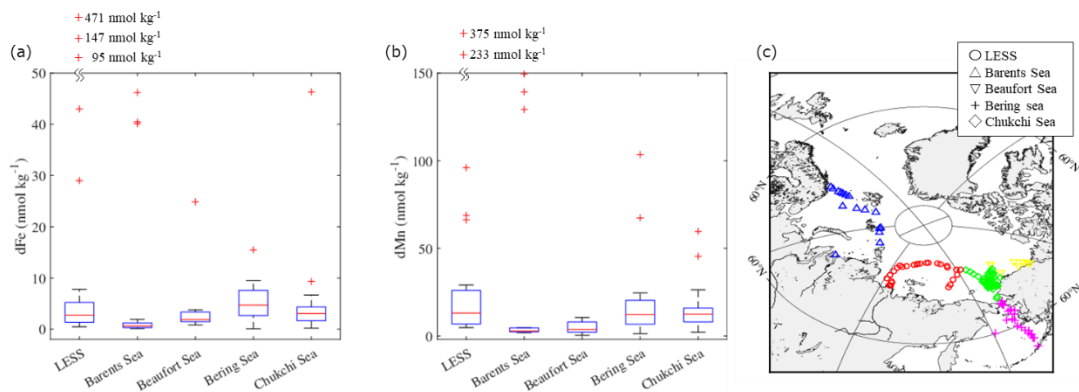 (a)
+ 471 nmol kg⁻¹
+ 147 nmol kg⁻¹
+ 95 nmol kg⁻¹
50
40
30
20
10
0
dFe (nmol kg⁻¹)
LESS
Barents Sea
Beaufort Sea
Bering Sea
Chukchi Sea
(b)
+ 375 nmol kg⁻¹
+ 233 nmol kg⁻¹
150
100
50
0
dMn (nmol kg⁻¹)
LESS
Barents Sea
Beaufort Sea
Bering Sea
Chukchi Sea
(c)
LESS
Barents Sea
Beaufort Sea
Bering sea
Chukchi Sea
60°N
60°N
60°N
60°N